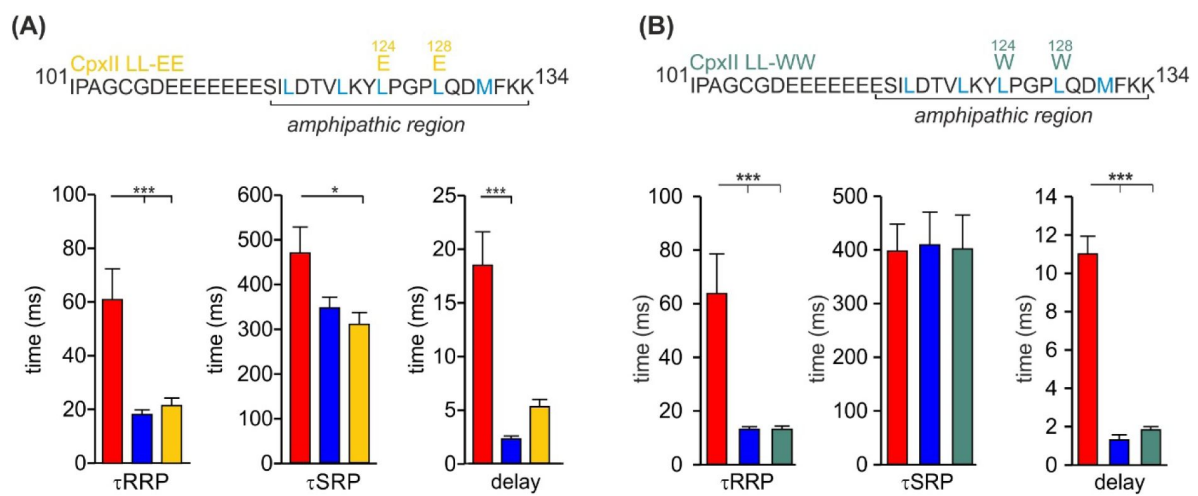 (A)
124 128
CpxII LL-EE E E
101 IPAGCGDEEEEEEESILDTVLKYLPGPLQDMFKK 134
amphipathic region
***
*
***
time (ms)
100
80
60
40
20
0
τRRP
time (ms)
600
500
400
300
200
100
0
τSRP
time (ms)
25
20
15
10
5
0
delay
(B)
124 128
CpxII LL-WW W W
101 IPAGCGDEEEEEEESILDTVLKYLPGPLQDMFKK 134
amphipathic region
***
***
time (ms)
100
80
60
40
20
0
τRRP
time (ms)
500
400
300
200
100
0
τSRP
time (ms)
14
12
10
8
6
4
2
0
delay